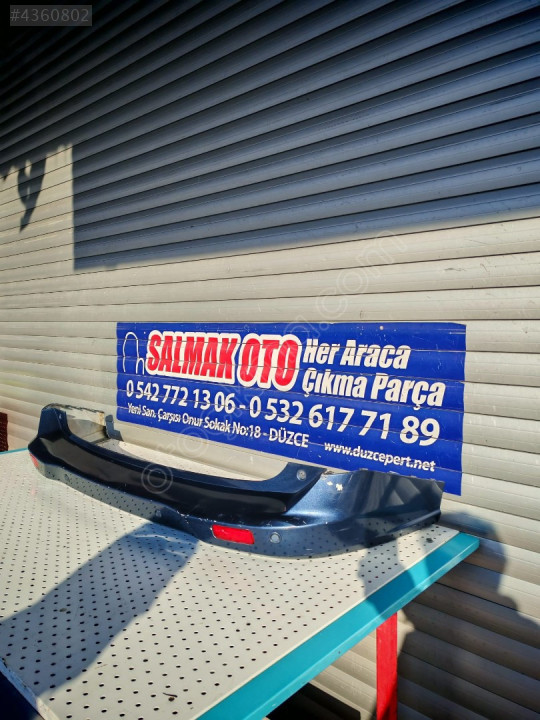 #4360802
SALMAK OTO Her Araca
Çıkma Parça
0 542 772 13 06 - 0 532 617 71 89
Yeni San. Çarşısı Onur Sokak No:18 - DÜZCE www.duzcepert.net